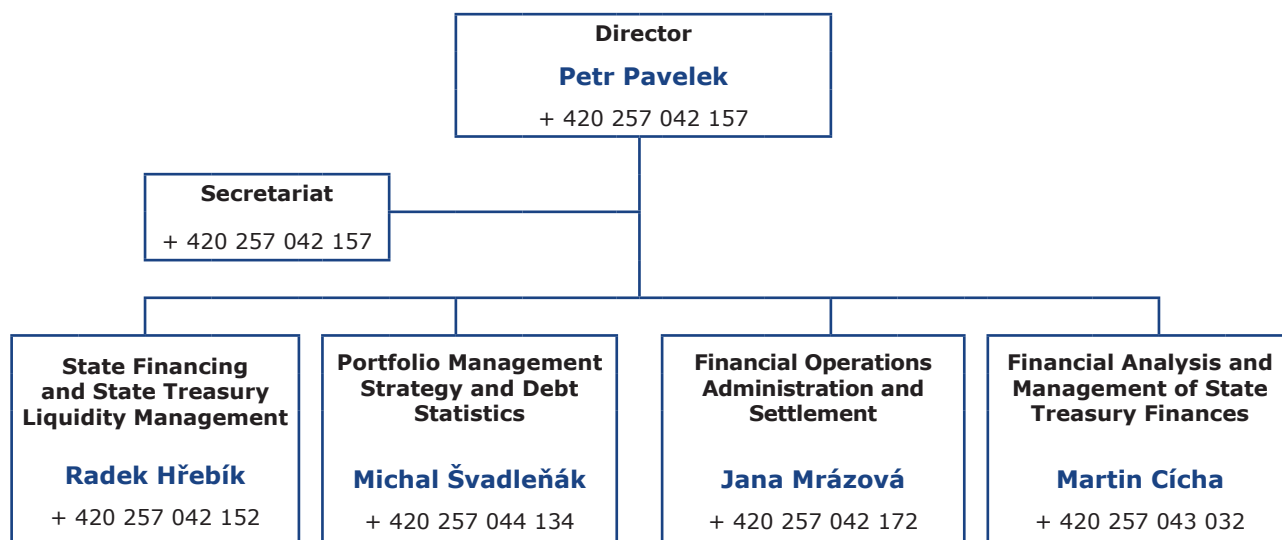 Director
Petr Pavelek
+ 420 257 042 157
Secretariat
+ 420 257 042 157
State Financing
and State Treasury
Liquidity Management
Radek Hřebík
+ 420 257 042 152
Portfolio Management
Strategy and Debt
Statistics
Michal Švadleňák
+ 420 257 044 134
Financial Operations
Administration and
Settlement
Jana Mrázová
+ 420 257 042 172
Financial Analysis and
Management of State
Treasury Finances
Martin Cícha
+ 420 257 043 032